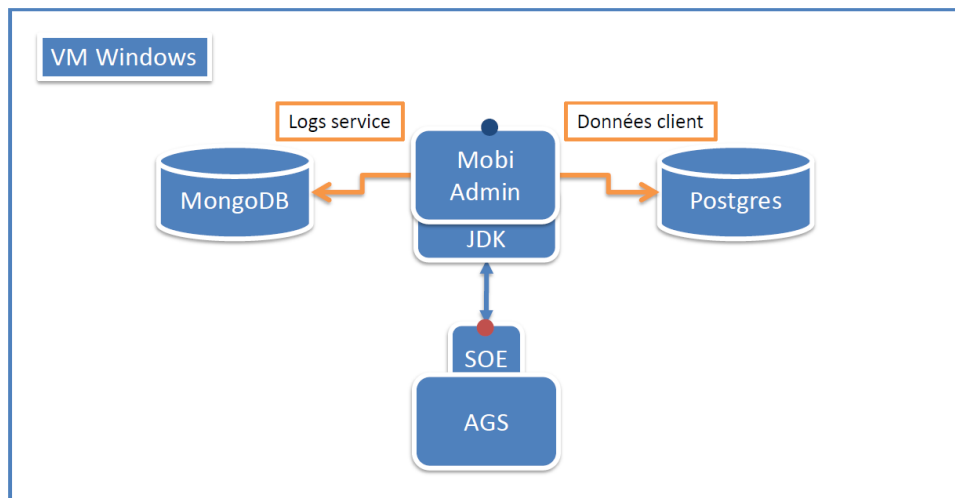 VM Windows
Logs service
Données client
Mobi
Admin
MongoDB
Postgres
JDK
SOE
AGS